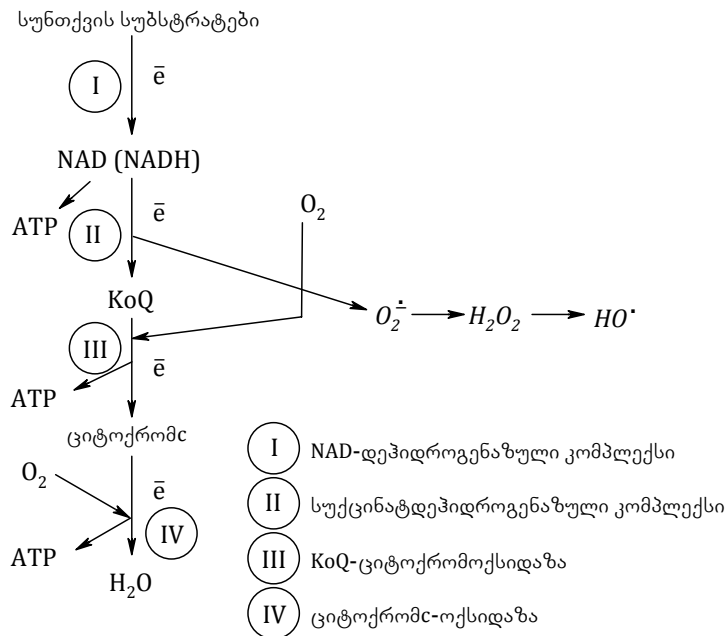 სუნთქვის სუბსტრატები
I
ē
NAD (NADH)
ATP
II
ē
O₂
KoQ
O₂∸ → H₂O₂ → HO·
III
ē
ATP
ციტოქრომc
O₂
ē
IV
ATP
H₂O
I NAD-დეჰიდროგენაზული კომპლექსი
II სუქცინატდეჰიდროგენაზული კომპლექსი
III KoQ-ციტოქრომოქსიდაზა
IV ციტოქრომc-ოქსიდაზა